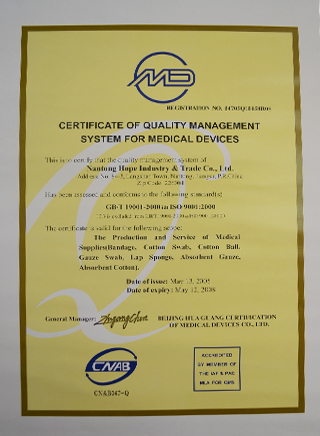 MD
REGISTRATION NO.
CERTIFICATE OF QUALITY MANAGEMENT
SYSTEM FOR MEDICAL DEVICES
This is to certify that the quality management system of
Nantong Hope Industry & Trade Co., Ltd.
Has been assessed and conforms to the following standard(s)
GB/T 19001-2000 idt ISO 9001:2000
The certificate is valid for the following scope:
The Production and Service of Medical
Supplies(Bandage, Cotton Swab, Cotton Ball,
Gauze Swab, Lap Sponge, Absorbent Gauze,
Absorbent Cotton).
Date of issue: May 13, 2005
Date of expiry: May 12, 2008
General Manager:
BEIJING HUA GUANG CERTIFICATION
OF MEDICAL DEVICES CO., LTD.
CNAB
CNAB047-Q
ACCREDITED
BY MEMBER OF
THE IAF & PAC
MLA FOR QMS